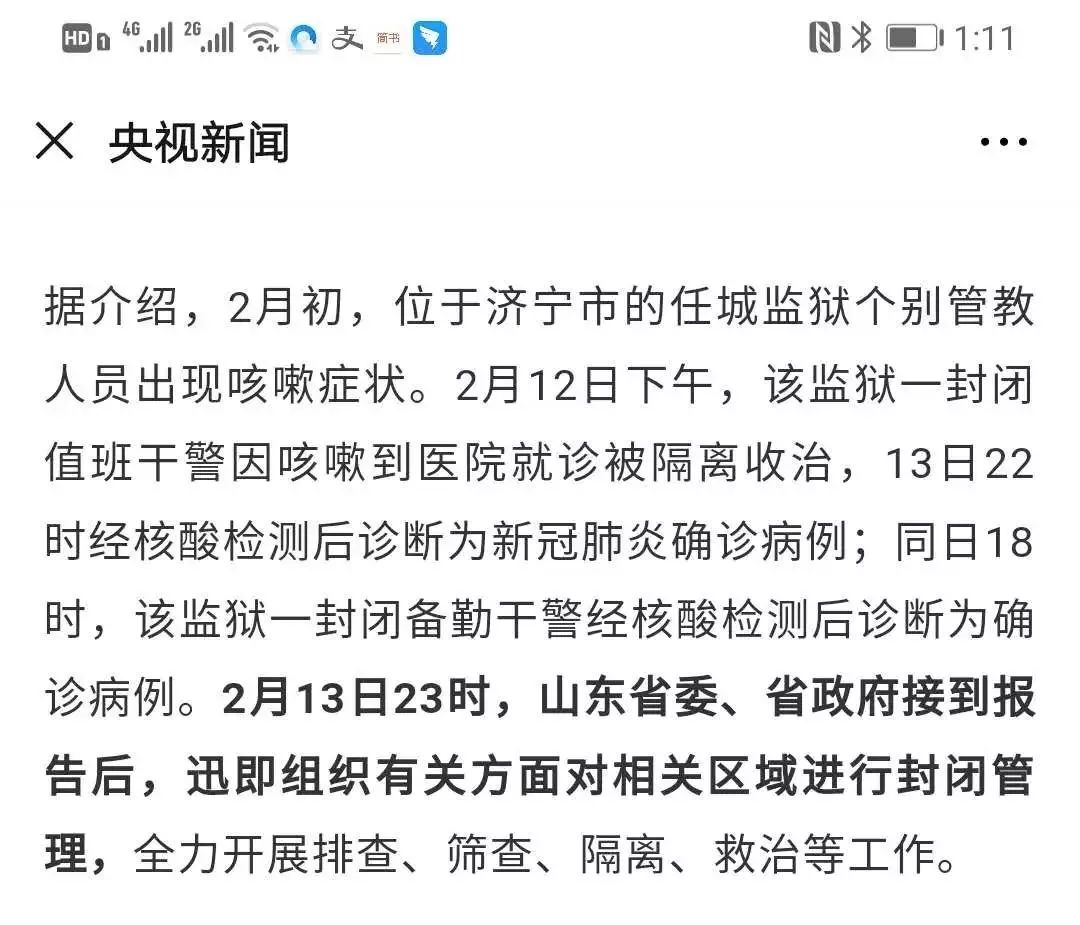 HD 1 4G 2G 支 简书 1:11
央视新闻
据介绍，2月初，位于济宁市的任城监狱个别管教
人员出现咳嗽症状。2月12日下午，该监狱一封闭
值班干警因咳嗽到医院就诊被隔离收治，13日22
时经核酸检测后诊断为新冠肺炎确诊病例；同日18
时，该监狱一封闭备勤干警经核酸检测后诊断为确
诊病例。2月13日23时，山东省委、省政府接到报
告后，迅即组织有关方面对相关区域进行封闭管
理，全力开展排查、筛查、隔离、救治等工作。